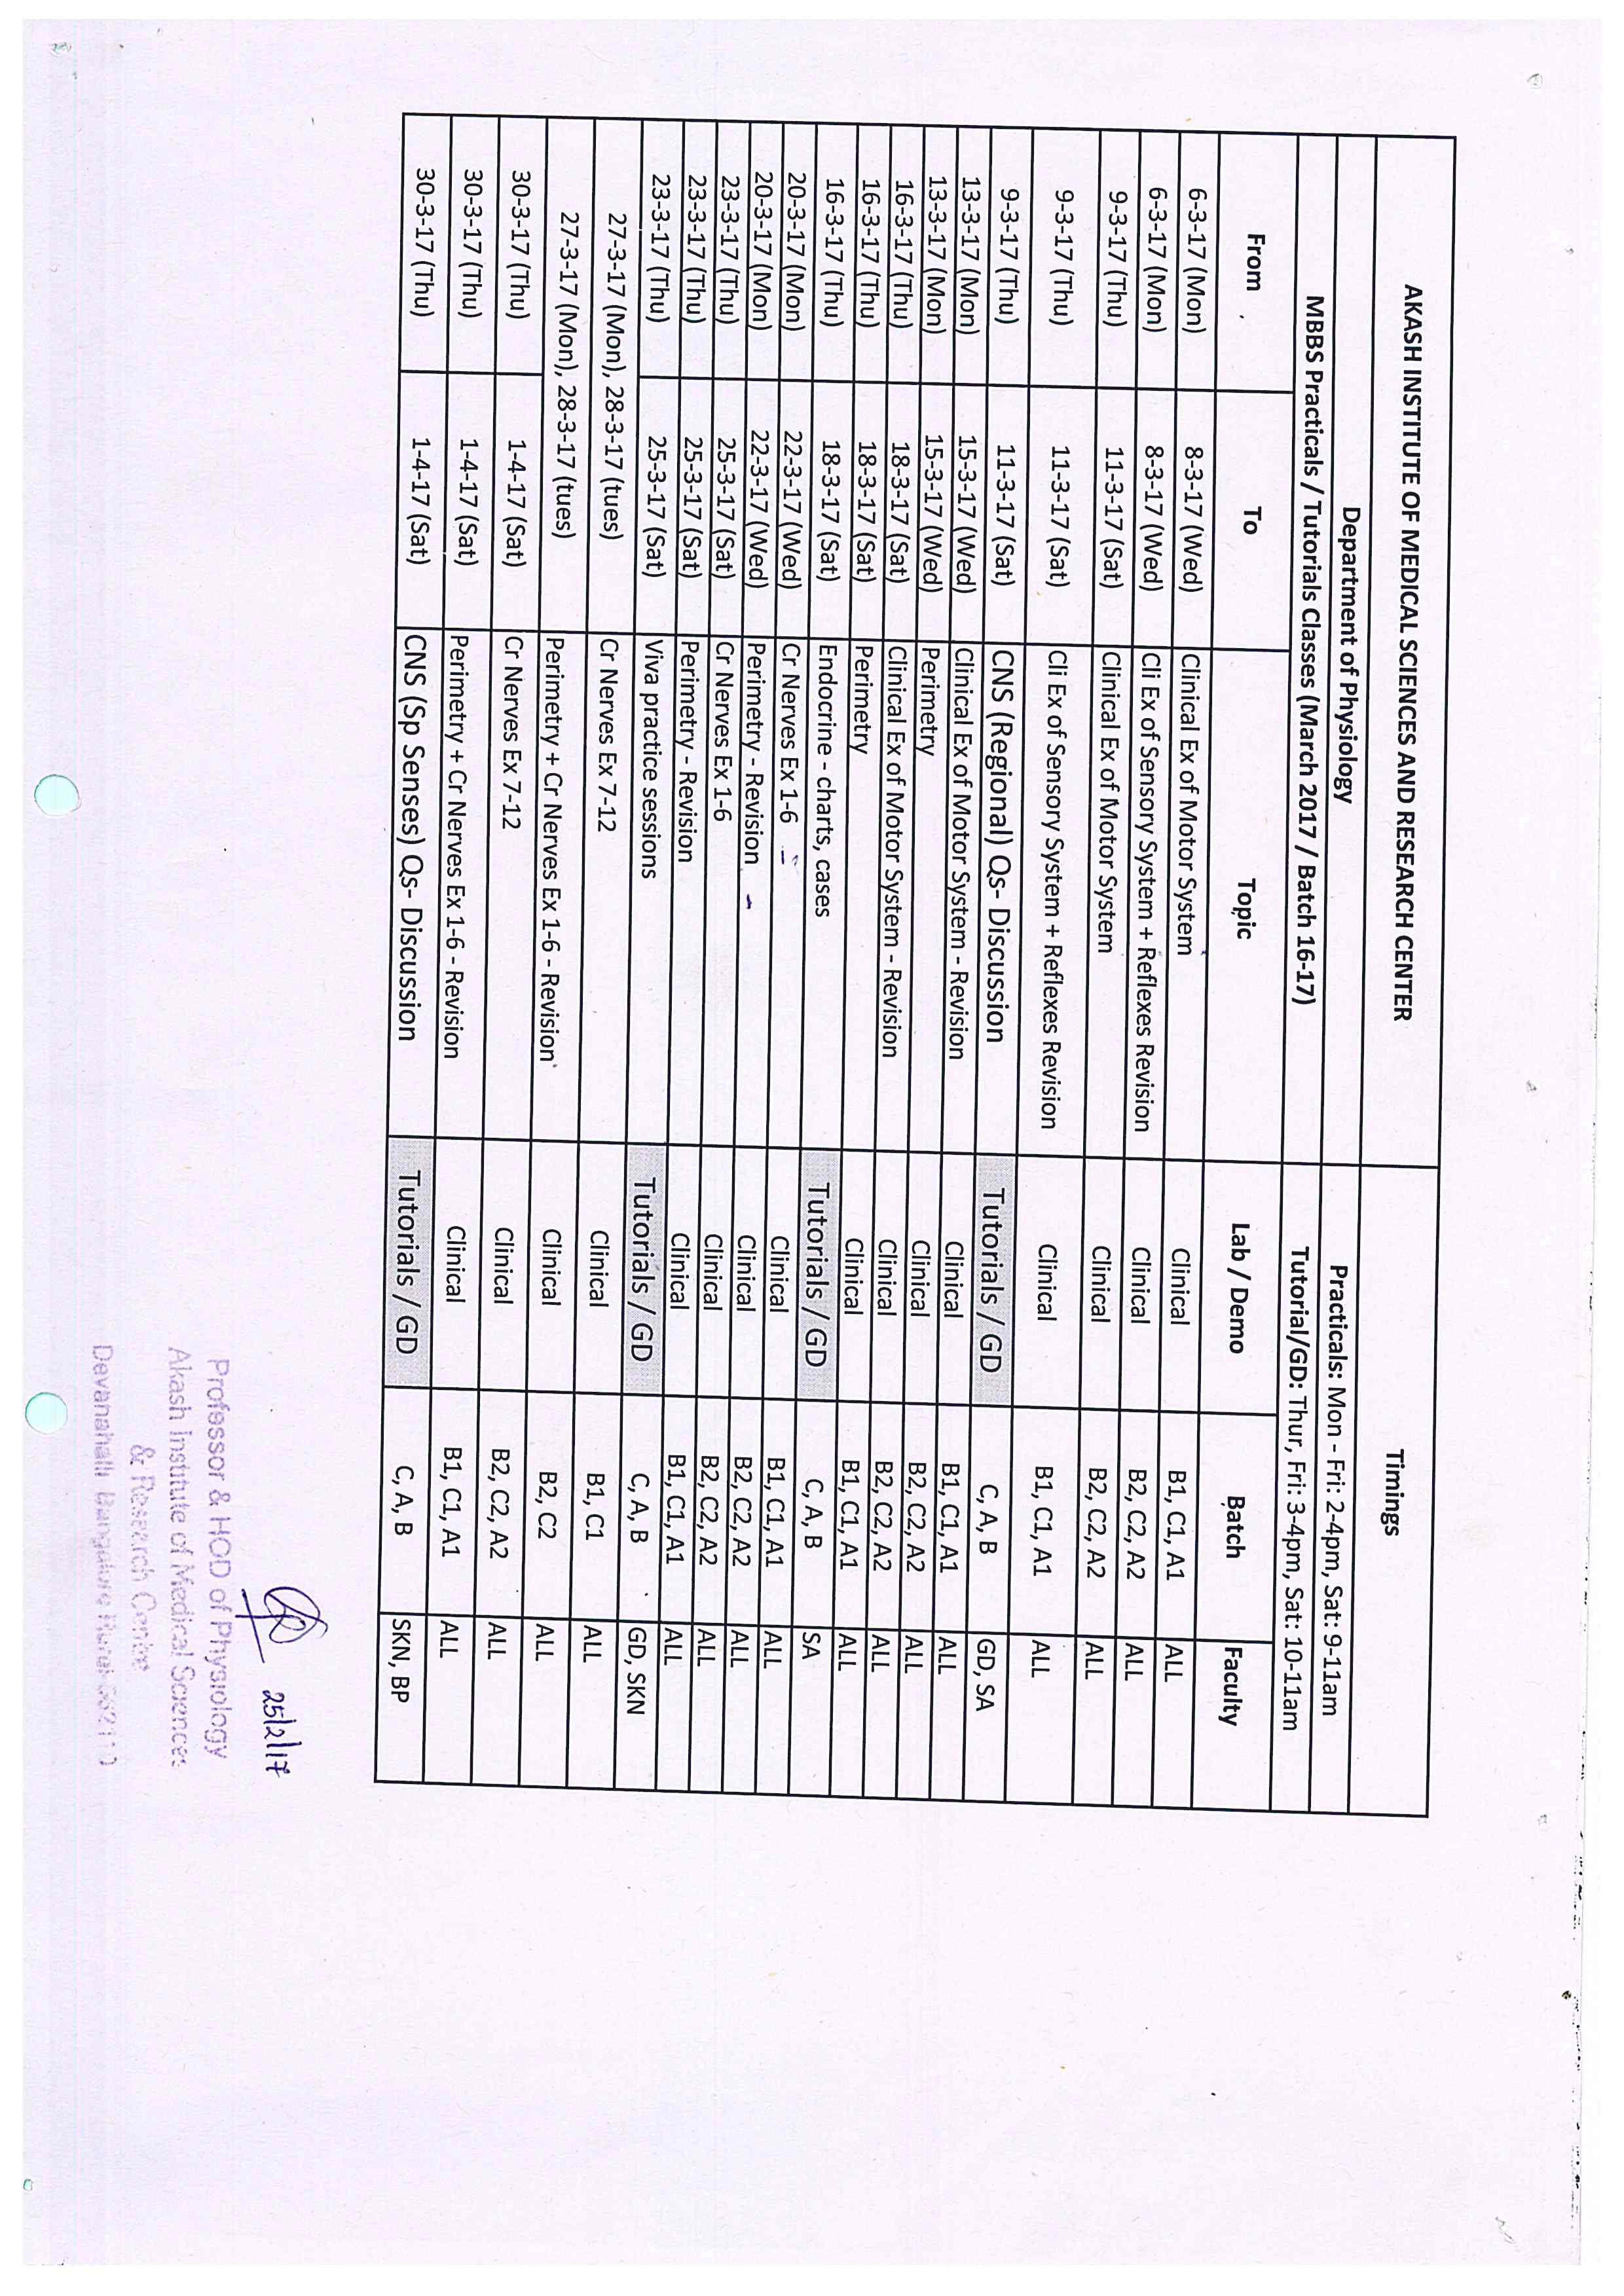 AKASH INSTITUTE OF MEDICAL SCIENCES AND RESEARCH CENTER Timings
Department of Physiology Practicals: Mon - Fri: 2-4pm, Sat: 9-11am
MBBS Practicals / Tutorials Classes (March 2017 / Batch 16-17) Tutorial/GD: Thur, Fri: 3-4pm, Sat: 10-11am
From To Topic Lab / Demo Batch Faculty
6-3-17 (Mon) 8-3-17 (Wed) Clinical Ex of Motor System Clinical B1, C1, A1 ALL
6-3-17 (Mon) 8-3-17 (Wed) Cli Ex of Sensory System + Reflexes Revision Clinical B2, C2, A2 ALL
9-3-17 (Thu) 11-3-17 (Sat) Clinical Ex of Motor System Clinical B2, C2, A2 ALL
9-3-17 (Thu) 11-3-17 (Sat) Cli Ex of Sensory System + Reflexes Revision Clinical B1, C1, A1 ALL
9-3-17 (Thu) 11-3-17 (Sat) CNS (Regional) Qs- Discussion Tutorials / GD C, A, B GD, SA
13-3-17 (Mon) 15-3-17 (Wed) Clinical Ex of Motor System - Revision Clinical B1, C1, A1 ALL
13-3-17 (Mon) 15-3-17 (Wed) Perimetry Clinical B2, C2, A2 ALL
16-3-17 (Thu) 18-3-17 (Sat) Clinical Ex of Motor System - Revision Clinical B2, C2, A2 ALL
16-3-17 (Thu) 18-3-17 (Sat) Perimetry Clinical B1, C1, A1 ALL
16-3-17 (Thu) 18-3-17 (Sat) Endocrine - charts, cases Tutorials / GD C, A, B SA
20-3-17 (Mon) 22-3-17 (Wed) Cr Nerves Ex 1-6 Clinical B1, C1, A1 ALL
20-3-17 (Mon) 22-3-17 (Wed) Perimetry - Revision Clinical B2, C2, A2 ALL
23-3-17 (Thu) 25-3-17 (Sat) Cr Nerves Ex 1-6 Clinical B2, C2, A2 ALL
23-3-17 (Thu) 25-3-17 (Sat) Perimetry - Revision Clinical B1, C1, A1 ALL
23-3-17 (Thu) 25-3-17 (Sat) Viva practice sessions Tutorials / GD C, A, B GD, SKN
27-3-17 (Mon), 28-3-17 (tues) Cr Nerves Ex 7-12 Clinical B1, C1 ALL
27-3-17 (Mon), 28-3-17 (tues) Perimetry + Cr Nerves Ex 1-6 - Revision Clinical B2, C2 ALL
30-3-17 (Thu) 1-4-17 (Sat) Cr Nerves Ex 7-12 Clinical B2, C2, A2 ALL
30-3-17 (Thu) 1-4-17 (Sat) Perimetry + Cr Nerves Ex 1-6 - Revision Clinical B1, C1, A1 ALL
30-3-17 (Thu) 1-4-17 (Sat) CNS (Sp Senses) Qs- Discussion Tutorials / GD C, A, B SKN, BP
25/2/17
Professor & HOD of Physiology
Akash Institute of Medical Sciences
& Research Centre
Devanahalli Bangalore Rural-562110